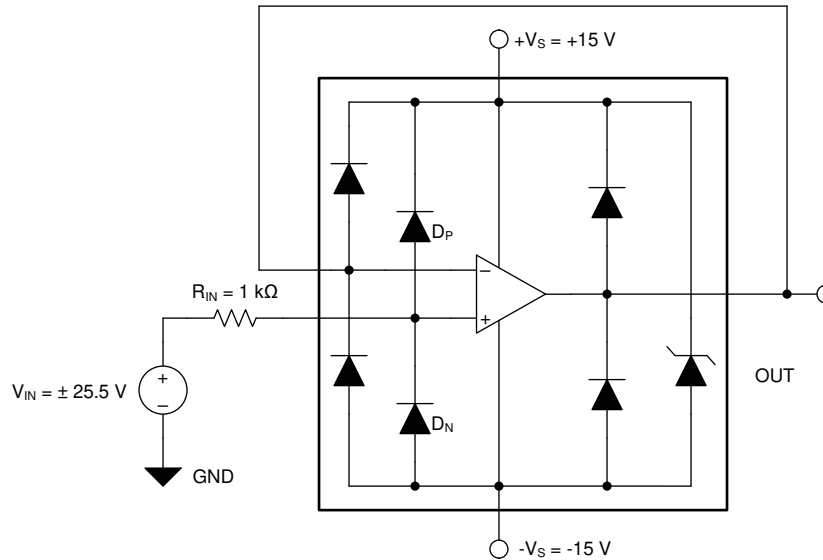 +V_S = +15 V
D_P
R_IN = 1 kΩ
−
+
+
−
V_IN = ± 25.5 V
OUT
D_N
GND
-V_S = -15 V